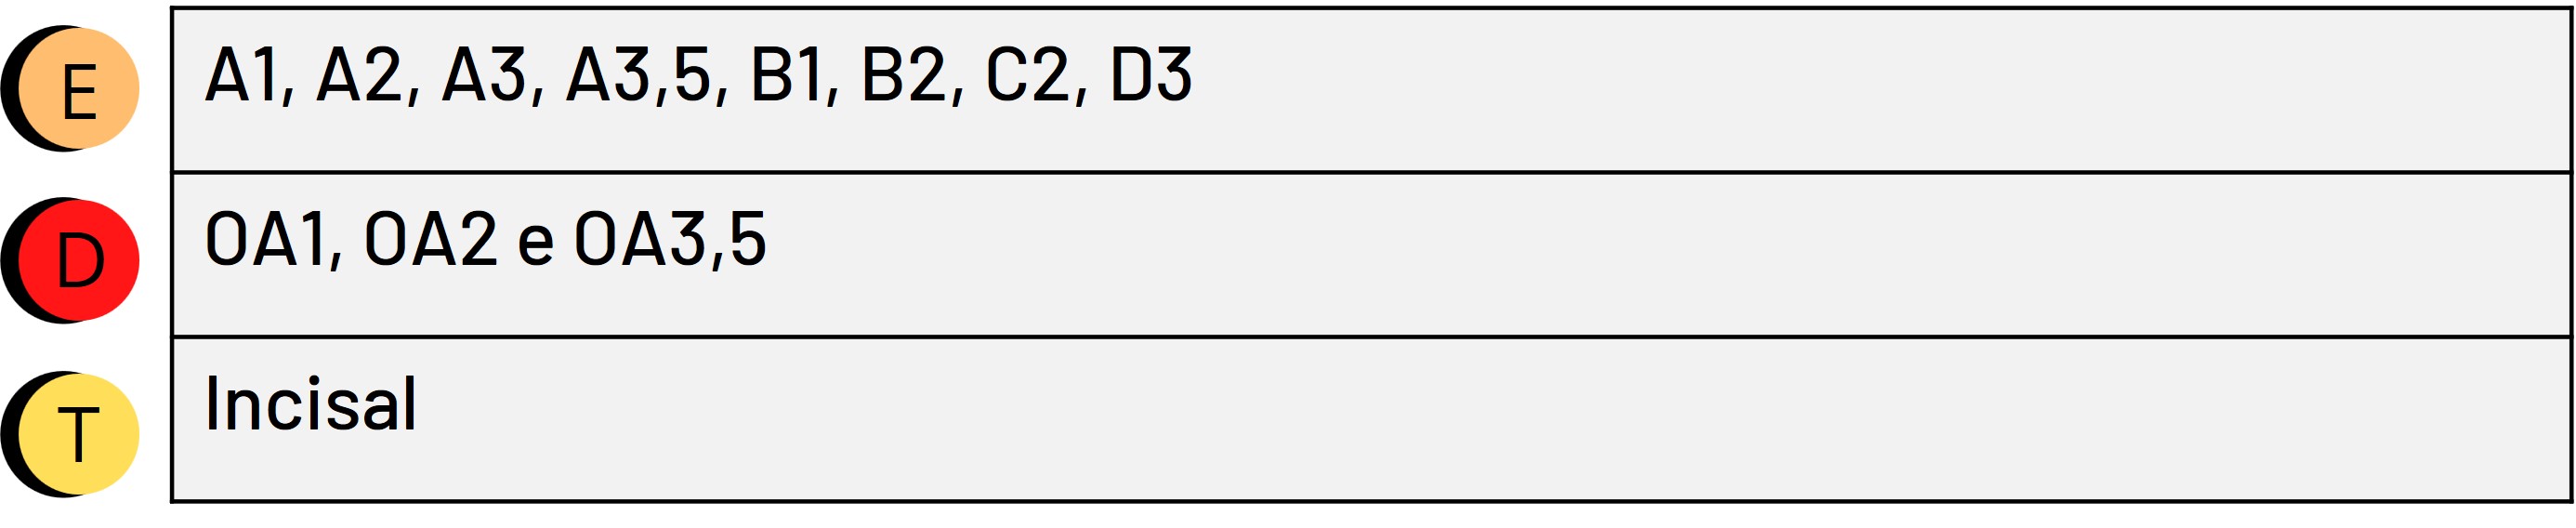 E
A1, A2, A3, A3,5, B1, B2, C2, D3
D
OA1, OA2 e OA3,5
T
Incisal